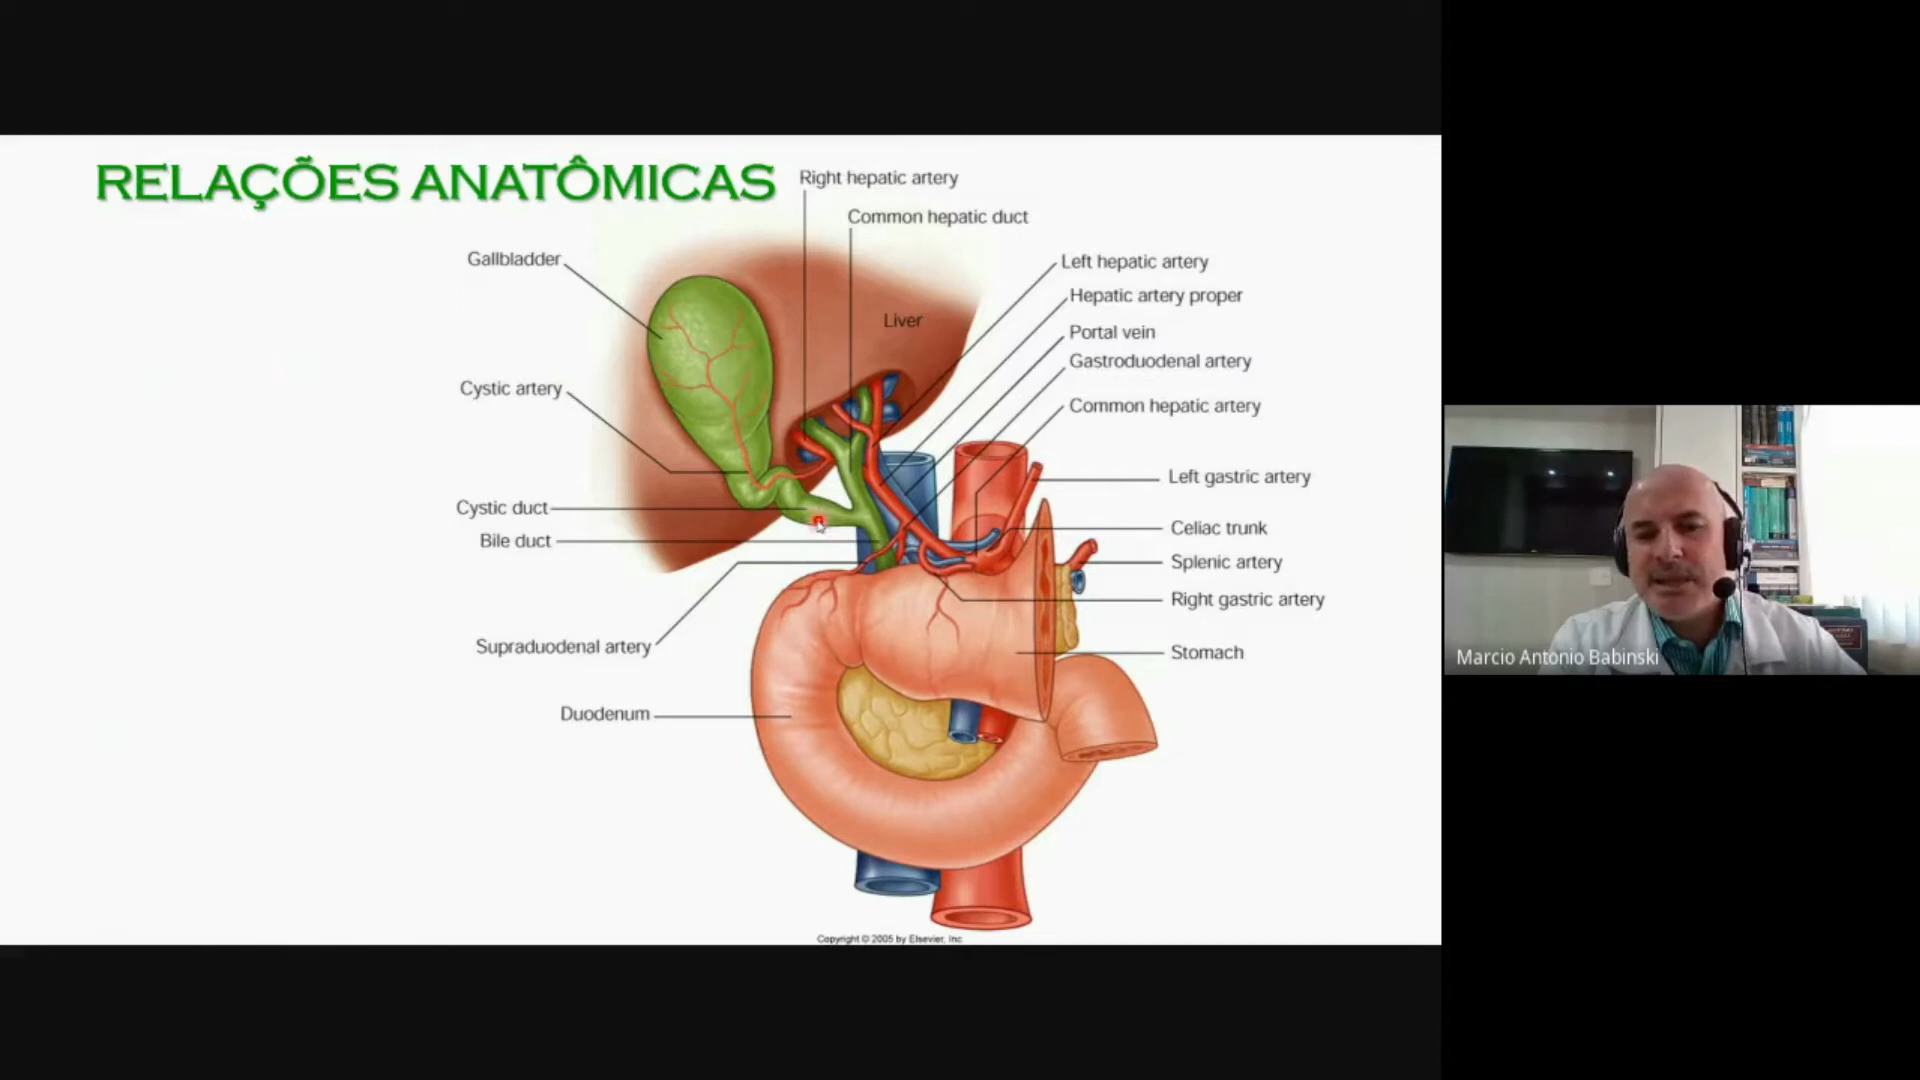 RELAÇÕES ANATÔMICAS
Right hepatic artery
Common hepatic duct
Gallbladder
Left hepatic artery
Hepatic artery proper
Liver
Portal vein
Gastroduodenal artery
Cystic artery
Common hepatic artery
Left gastric artery
Cystic duct
Celiac trunk
Bile duct
Splenic artery
Right gastric artery
Supraduodenal artery
Stomach
Duodenum
Copyright © 2005 by Elsevier, Inc.
Marcio Antonio Babinski